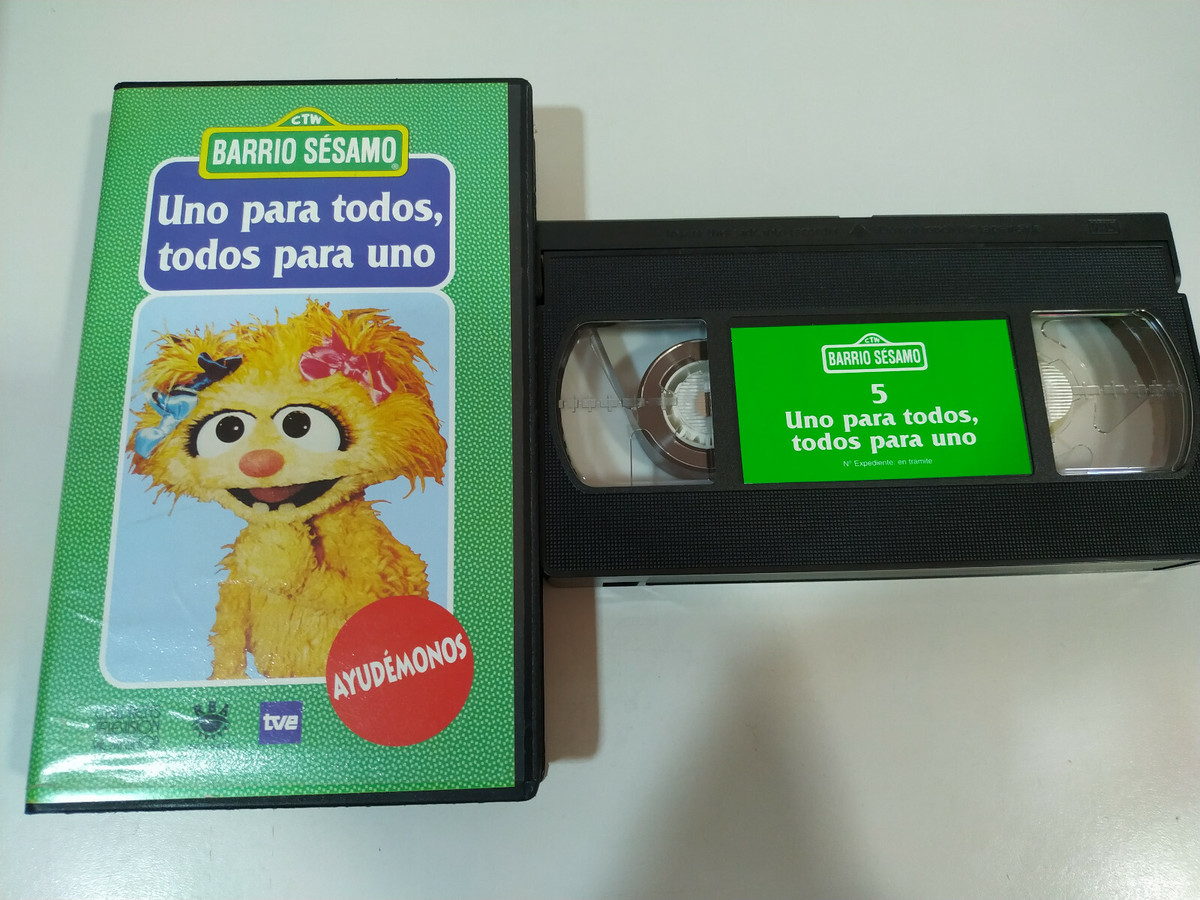 CTW
BARRIO SÉSAMO
Uno para todos,
todos para uno
AYUDÉMONOS
tve
CTW
BARRIO SÉSAMO
5
Uno para todos,
todos para uno
Nº Expediente: en trámite